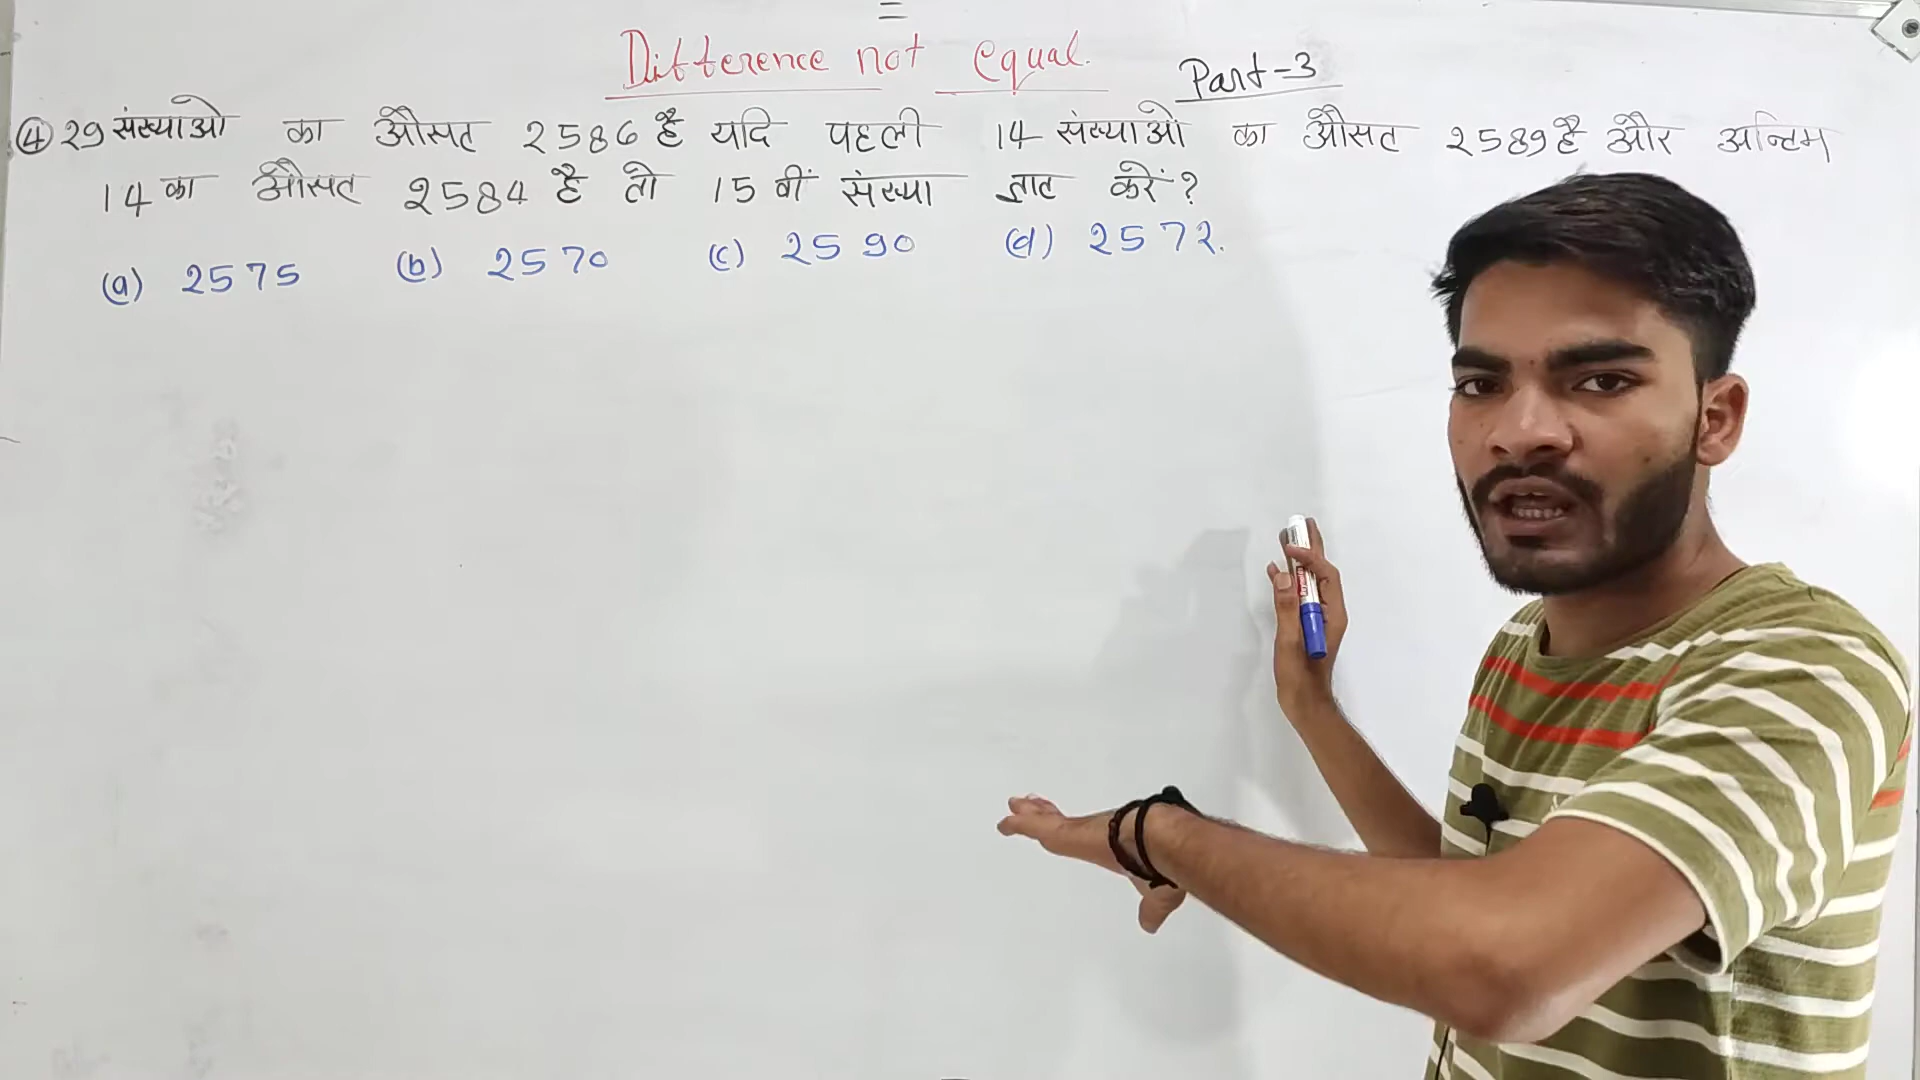 Difference not equal.
Part-3
④ 29 संख्याओ का औसत 2586 है यदि पहली 14 संख्याओ का औसत 2589 है और अन्तिम
14 का औसत 2584 है तो 15 वीं संख्या ज्ञात करें ?
(a) 2575 (b) 2570 (c) 2590 (d) 2572.